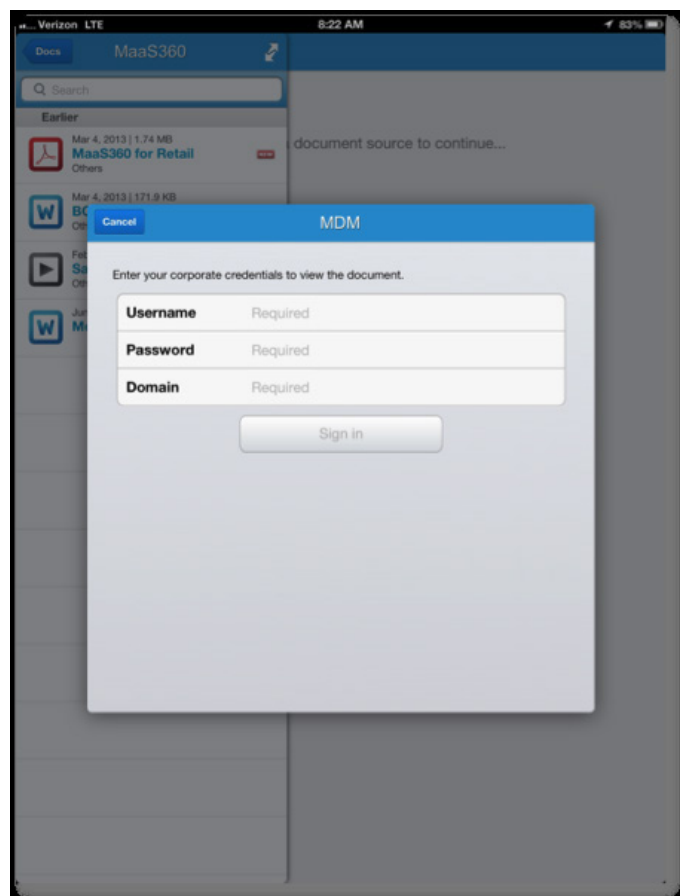 Verizon LTE 8:22 AM 83%
Docs MaaS360
Search
Earlier
Mar 4, 2013 | 1.74 MB
MaaS360 for Retail
Others
document source to continue...
Mar 4, 2013 | 171.9 KB
Cancel MDM
Enter your corporate credentials to view the document.
Username Required
Password Required
Domain Required
Sign in